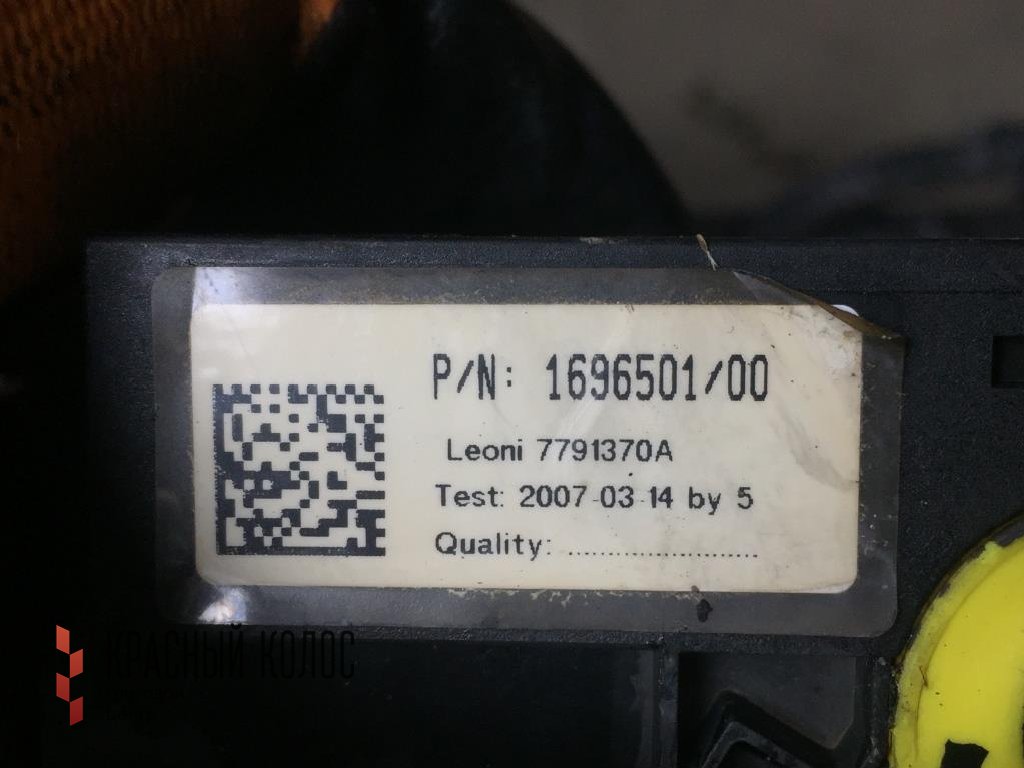 P/N: 1696501/00
Leoni 7791370A
Test: 2007-03-14 by 5
Quality: ........................
КРАСНЫЙ КОЛОС